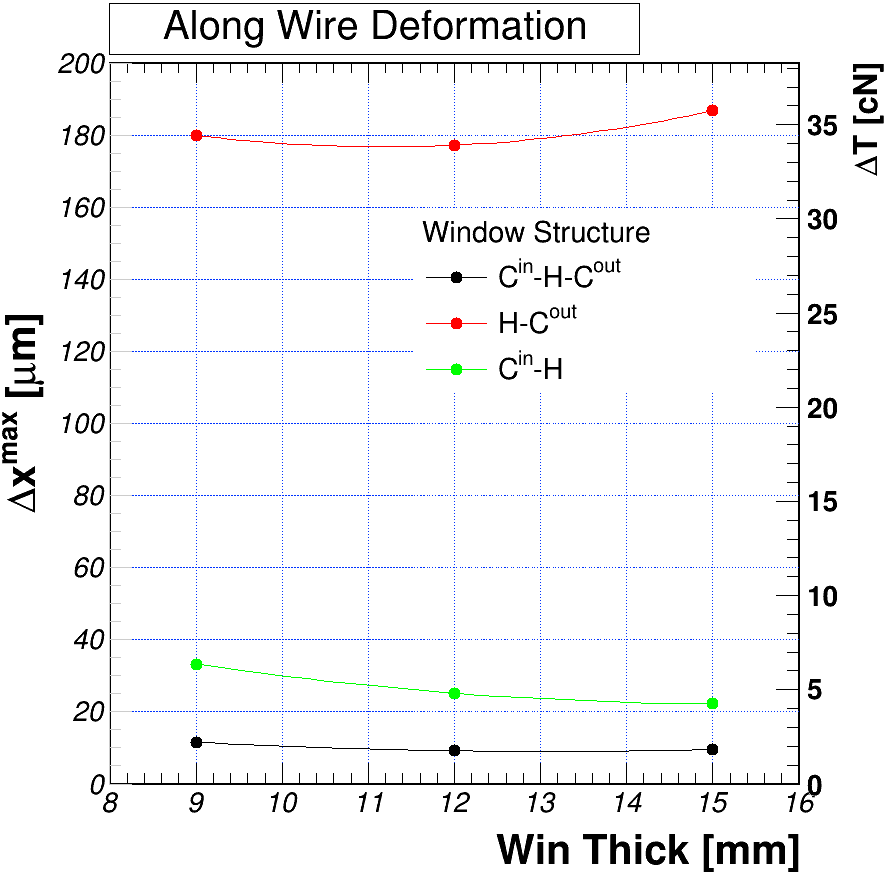 Along Wire Deformation
200
180
160
140
120
100
80
60
40
20
0
Δx^max [μm]
35
30
25
20
15
10
5
0
ΔT [cN]
Window Structure
C^in-H-C^out
H-C^out
C^in-H
8 9 10 11 12 13 14 15 16
Win Thick [mm]